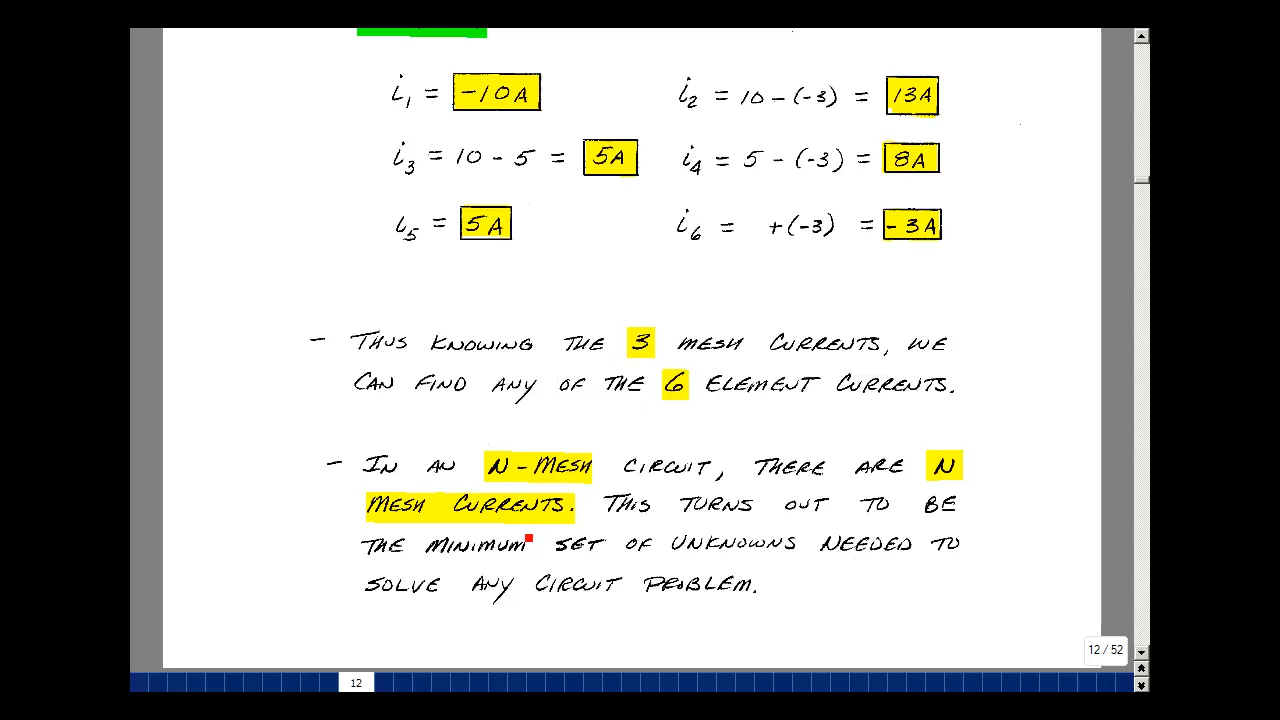 i1 = -10A
i2 = 10 - (-3) = 13A
i3 = 10 - 5 = 5A
i4 = 5 - (-3) = 8A
i5 = 5A
i6 = +(-3) = -3A
- THUS KNOWING THE 3 MESH CURRENTS, WE
CAN FIND ANY OF THE 6 ELEMENT CURRENTS.
- IN AN N-MESH CIRCUIT, THERE ARE N
MESH CURRENTS. THIS TURNS OUT TO BE
THE MINIMUM SET OF UNKNOWNS NEEDED TO
SOLVE ANY CIRCUIT PROBLEM.
12 / 52
12